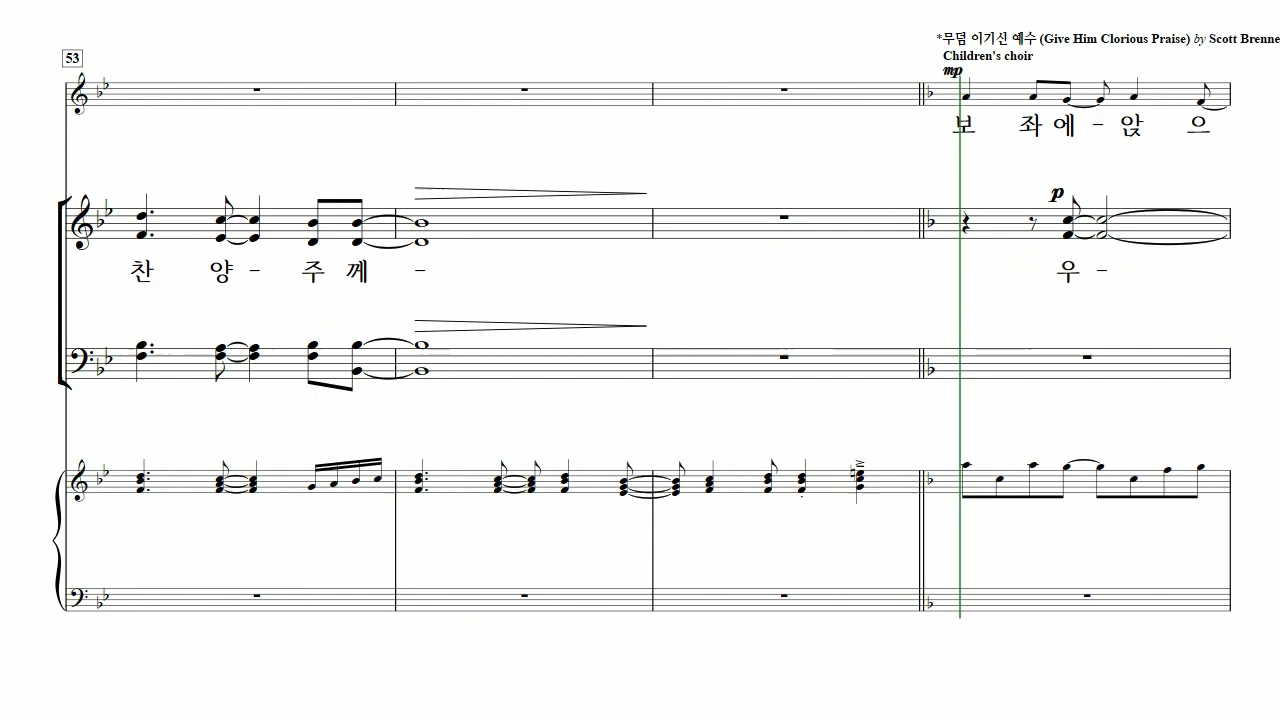 *무덤 이기신 예수 (Give Him Clorious Praise) by Scott Brenne
Children's choir
53
mp
보 좌 에 - 앉 으
p
찬 양 - 주 께 -
우 -